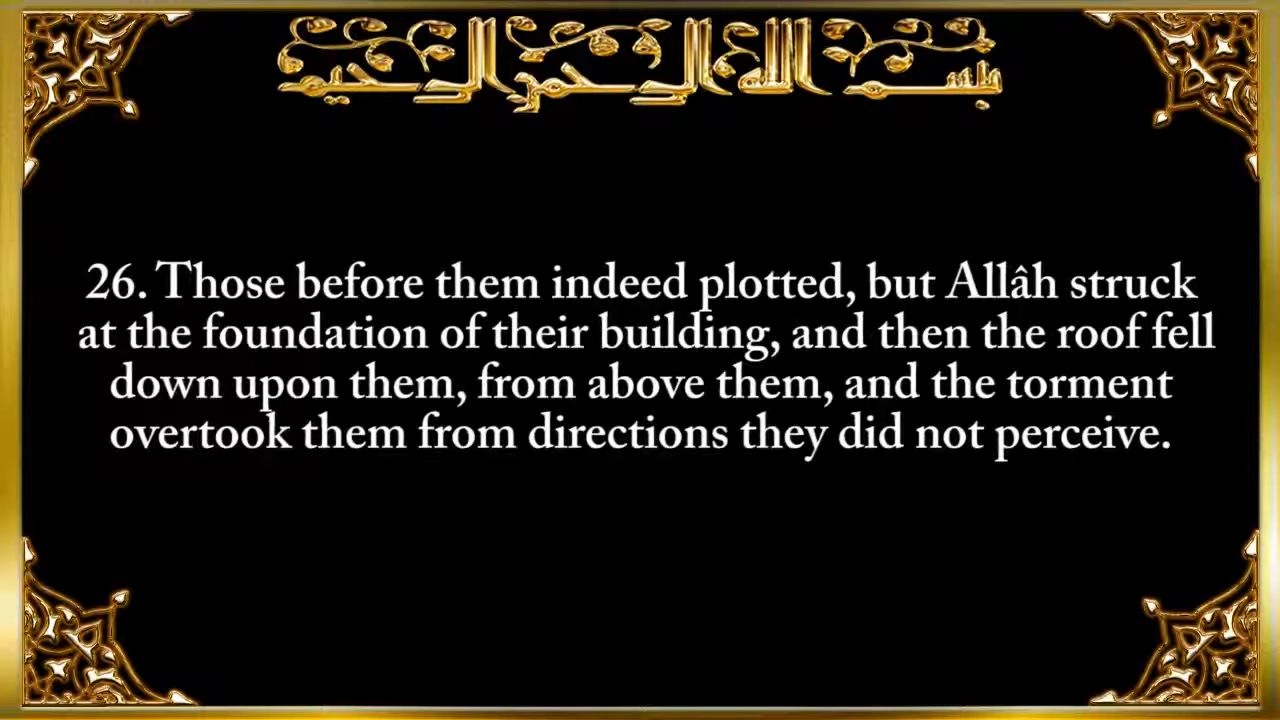 بسم الله الرحمن الرحيم
26. Those before them indeed plotted, but Allâh struck
at the foundation of their building, and then the roof fell
down upon them, from above them, and the torment
overtook them from directions they did not perceive.